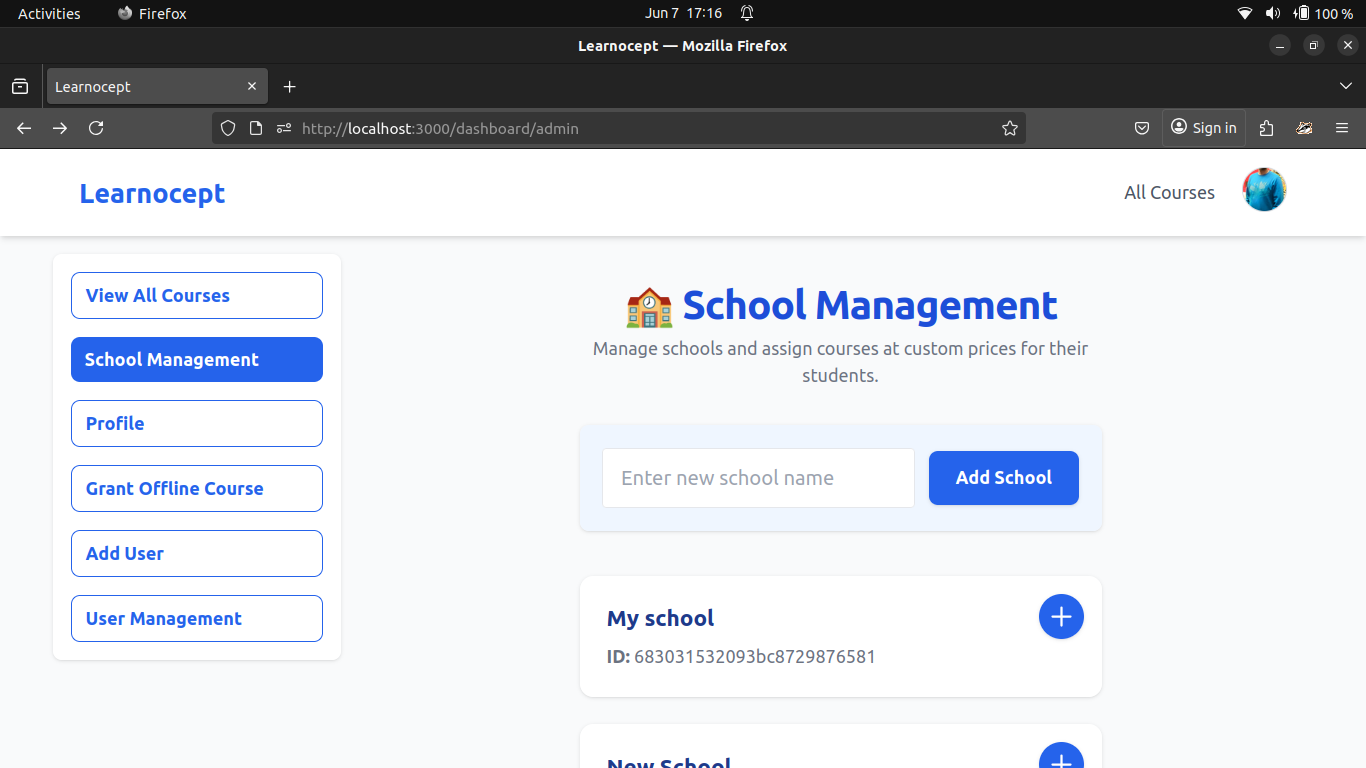 Activities
Firefox
Jun 7 17:16
100 %
Learnocept — Mozilla Firefox
Learnocept
http://localhost:3000/dashboard/admin
Sign in
Learnocept
All Courses
View All Courses
School Management
Profile
Grant Offline Course
Add User
User Management
School Management
Manage schools and assign courses at custom prices for their
students.
Enter new school name
Add School
My school
ID: 683031532093bc8729876581
New School